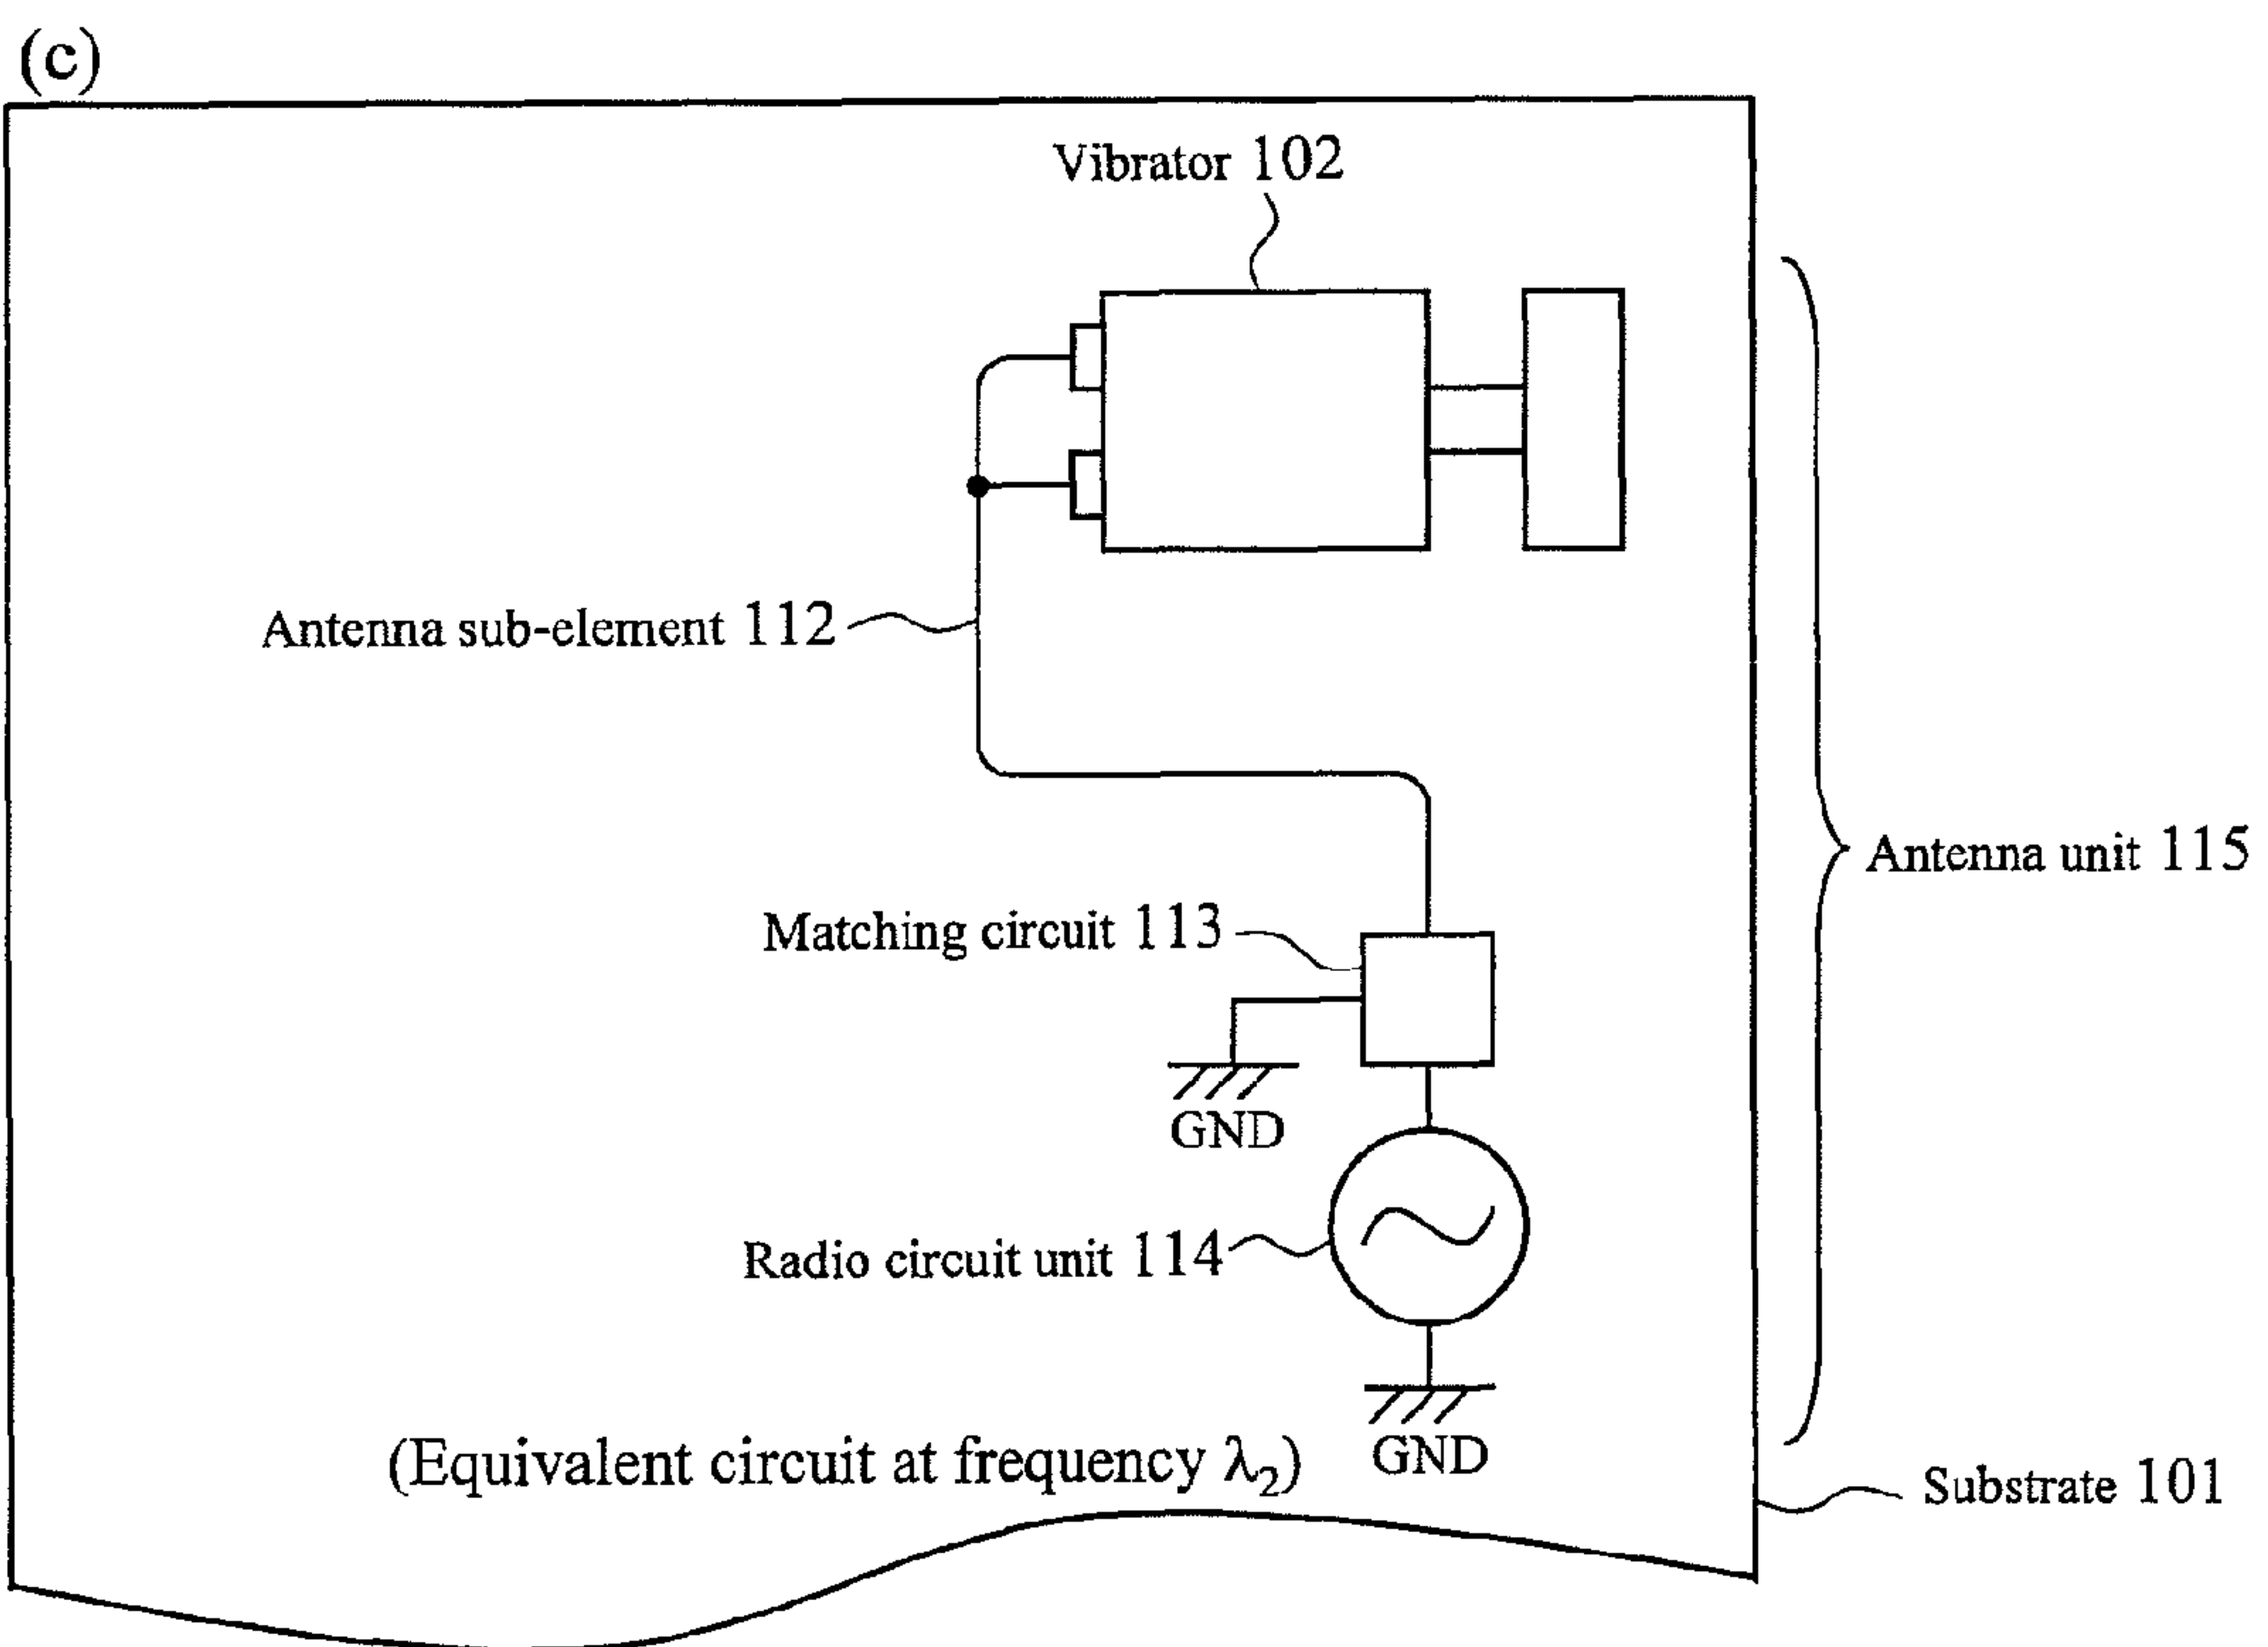 (c)
Vibrator 102
Antenna sub-element 112
Antenna unit 115
Matching circuit 113
GND
Radio circuit unit 114
GND
(Equivalent circuit at frequency λ₂)
Substrate 101